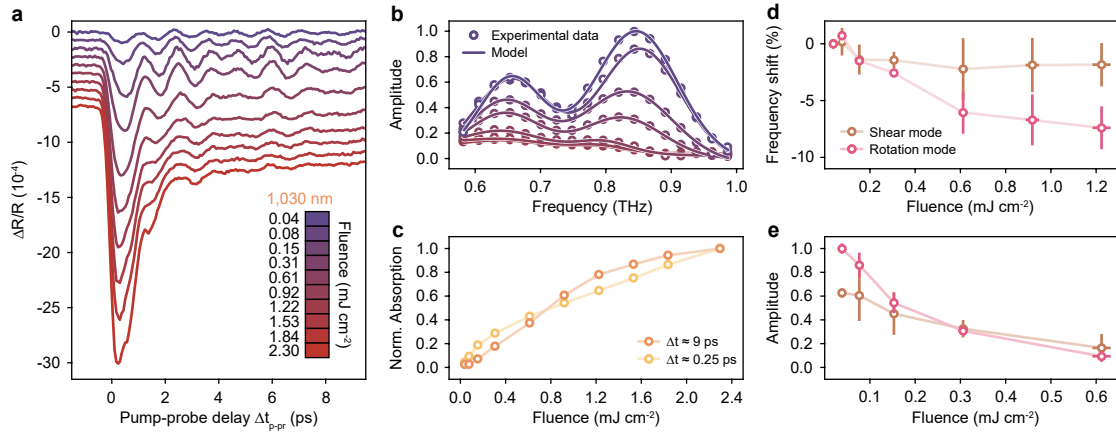 a
0
-5
-10
-15
-20
-25
-30
ΔR/R (10⁻⁴)
1,030 nm
0.04
0.08
0.15
0.31
0.61
0.92
1.22
1.53
1.84
2.30
Fluence (mJ cm⁻²)
0 2 4 6 8
Pump-probe delay Δt_p-pr (ps)
b
Experimental data
Model
1.0
0.8
0.6
0.4
0.2
0.0
Amplitude
0.6 0.7 0.8 0.9 1.0
Frequency (THz)
c
1.0
0.8
0.6
0.4
0.2
0.0
Norm. Absorption
Δt ≈ 9 ps
Δt ≈ 0.25 ps
0.0 0.4 0.8 1.2 1.6 2.0 2.4
Fluence (mJ cm⁻²)
d
0
-10
Frequency shift (%)
Shear mode
Rotation mode
0.2 0.4 0.6 0.8 1.0 1.2
Fluence (mJ cm⁻²)
e
1.0
0.8
0.6
0.4
0.2
0.0
Amplitude
0.1 0.2 0.3 0.4 0.5 0.6
Fluence (mJ cm⁻²)